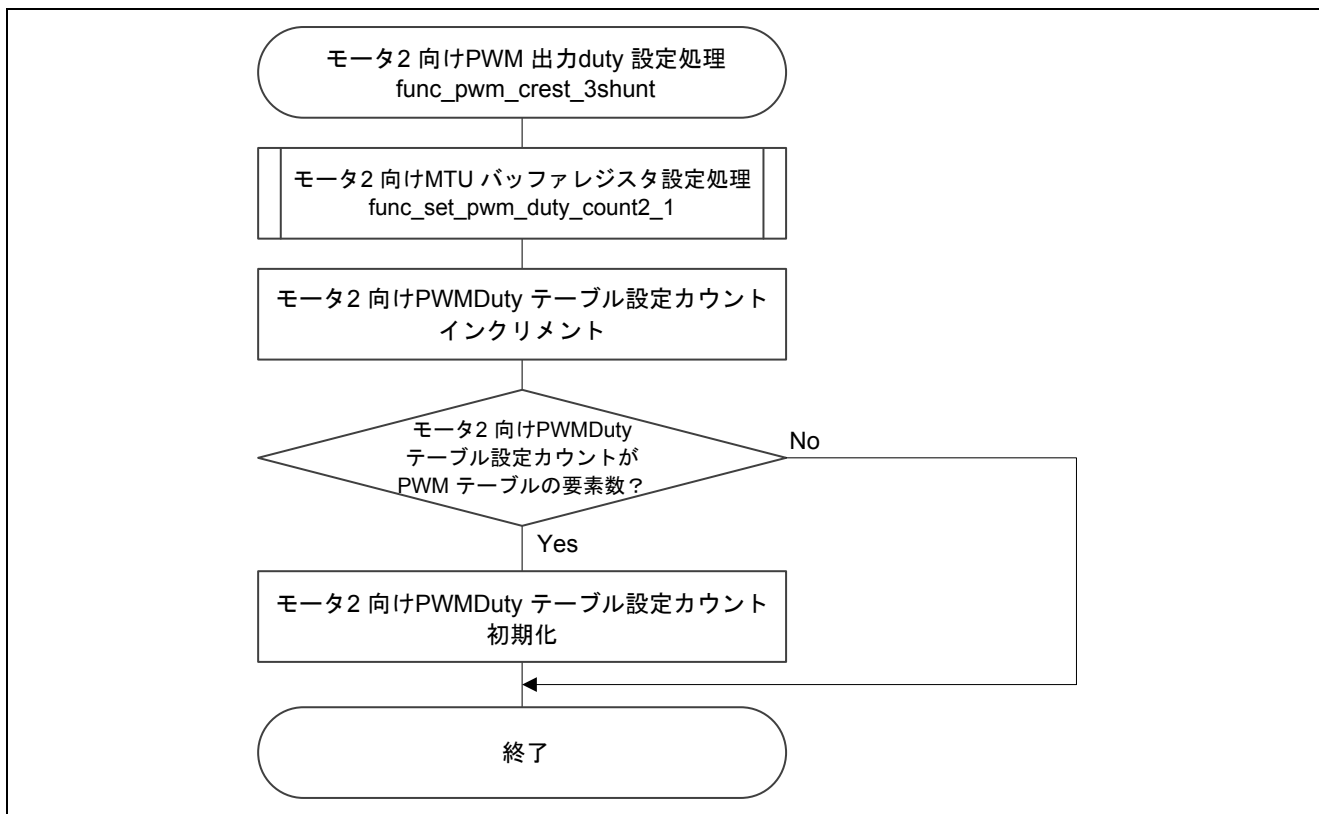 モータ2 向けPWM 出力duty 設定処理
func_pwm_crest_3shunt
モータ2 向けMTU バッファレジスタ設定処理
func_set_pwm_duty_count2_1
モータ2 向けPWMDuty テーブル設定カウント
インクリメント
モータ2 向けPWMDuty
テーブル設定カウントが
PWM テーブルの要素数？
No
Yes
モータ2 向けPWMDuty テーブル設定カウント
初期化
終了